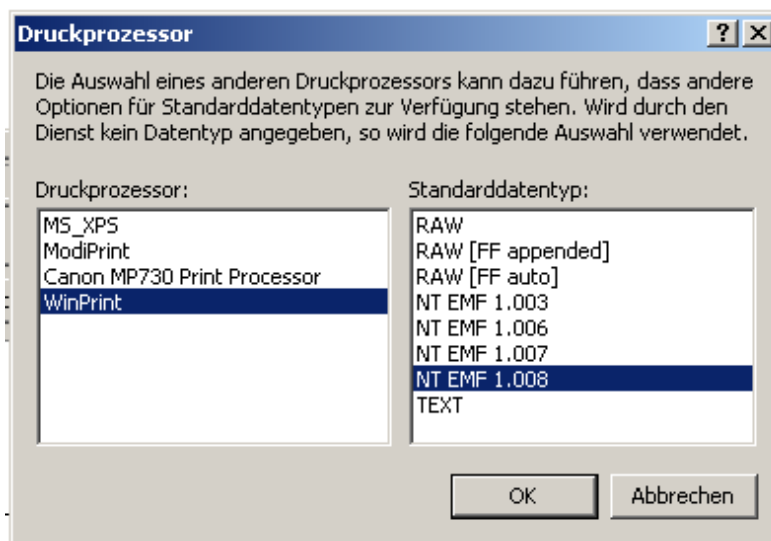 Druckprozessor
Die Auswahl eines anderen Druckprozessors kann dazu führen, dass andere
Optionen für Standarddatentypen zur Verfügung stehen. Wird durch den
Dienst kein Datentyp angegeben, so wird die folgende Auswahl verwendet.
Druckprozessor:
MS_XPS
ModiPrint
Canon MP730 Print Processor
WinPrint
Standarddatentyp:
RAW
RAW [FF appended]
RAW [FF auto]
NT EMF 1.003
NT EMF 1.006
NT EMF 1.007
NT EMF 1.008
TEXT
OK
Abbrechen